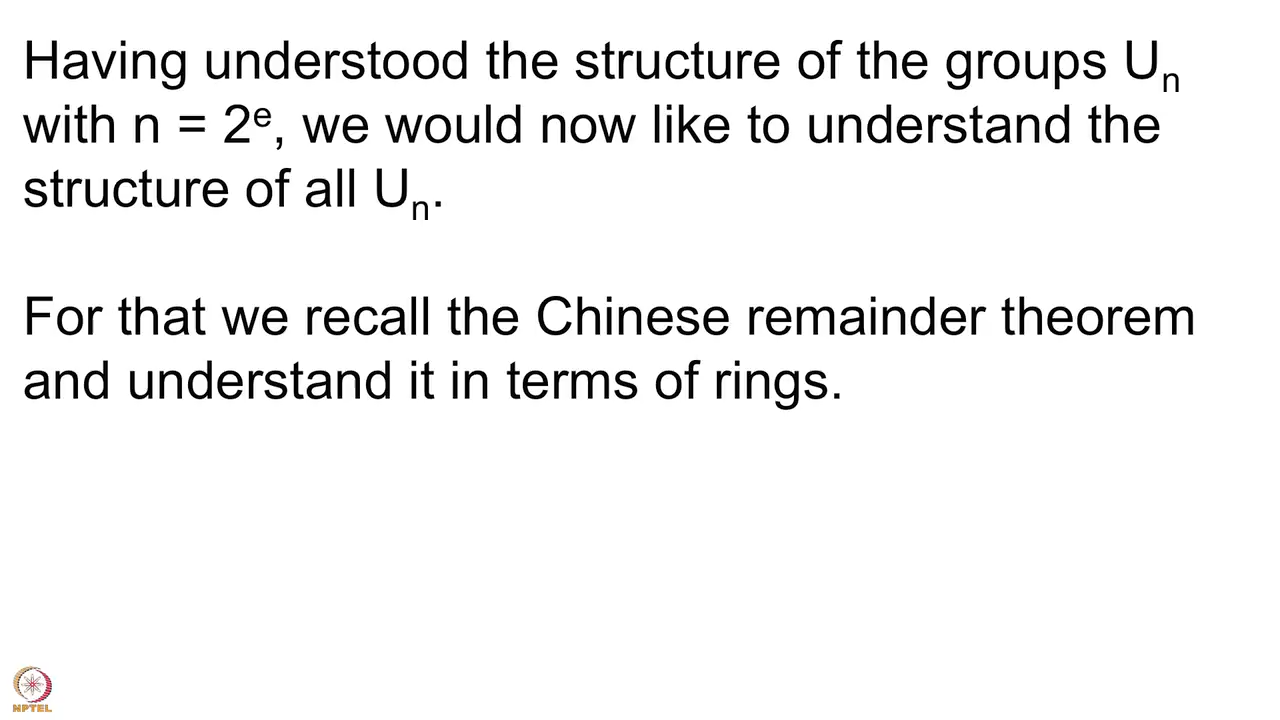 Having understood the structure of the groups Uₙ
with n = 2ᵉ, we would now like to understand the
structure of all Uₙ.
For that we recall the Chinese remainder theorem
and understand it in terms of rings.
NPTEL